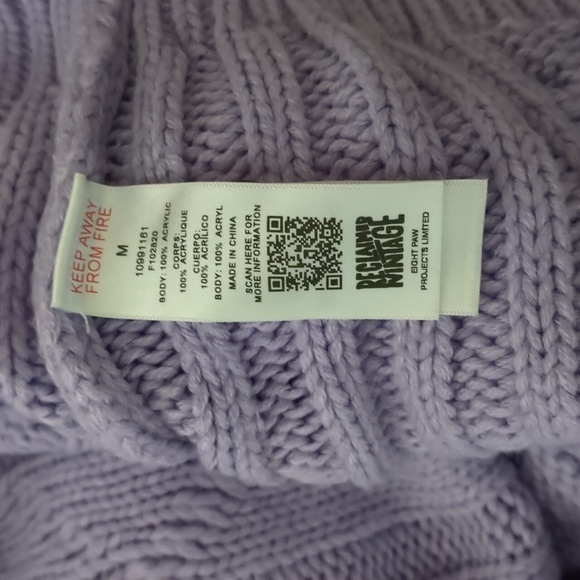 KEEP AWAY
FROM FIRE
M
10991161
F102820
BODY: 100% ACRYLIC
CORPS:
100% ACRYLIQUE
CUERPO:
100% ACRÍLICO
BODY: 100% ACRYL
MADE IN CHINA
SCAN HERE FOR
MORE INFORMATION
RECLAIMED
VINTAGE
EIGHT PAW
PROJECTS LIMITED